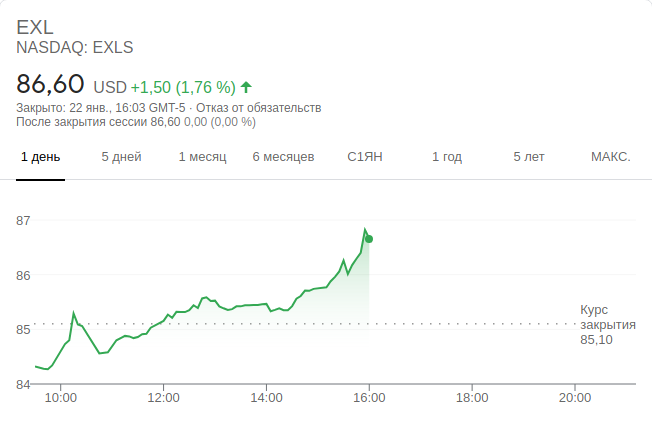 EXL
NASDAQ: EXLS
86,60 USD +1,50 (1,76 %)
Закрыто: 22 янв., 16:03 GMT-5 · Отказ от обязательств
После закрытия сессии 86,60 0,00 (0,00 %)
1 день 5 дней 1 месяц 6 месяцев С1ЯН 1 год 5 лет МАКС.
87
86
85
84
Курс
закрытия
85,10
10:00 12:00 14:00 16:00 18:00 20:00